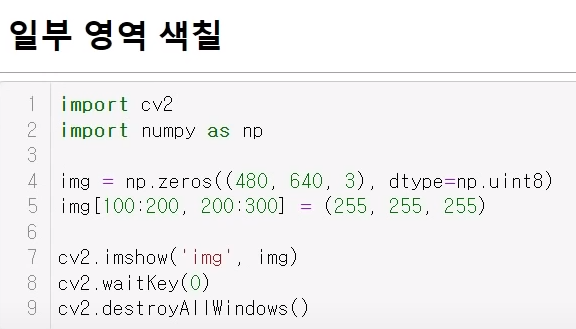 일부 영역 색칠
1 import cv2
2 import numpy as np
3
4 img = np.zeros((480, 640, 3), dtype=np.uint8)
5 img[100:200, 200:300] = (255, 255, 255)
6
7 cv2.imshow('img', img)
8 cv2.waitKey(0)
9 cv2.destroyAllWindows()